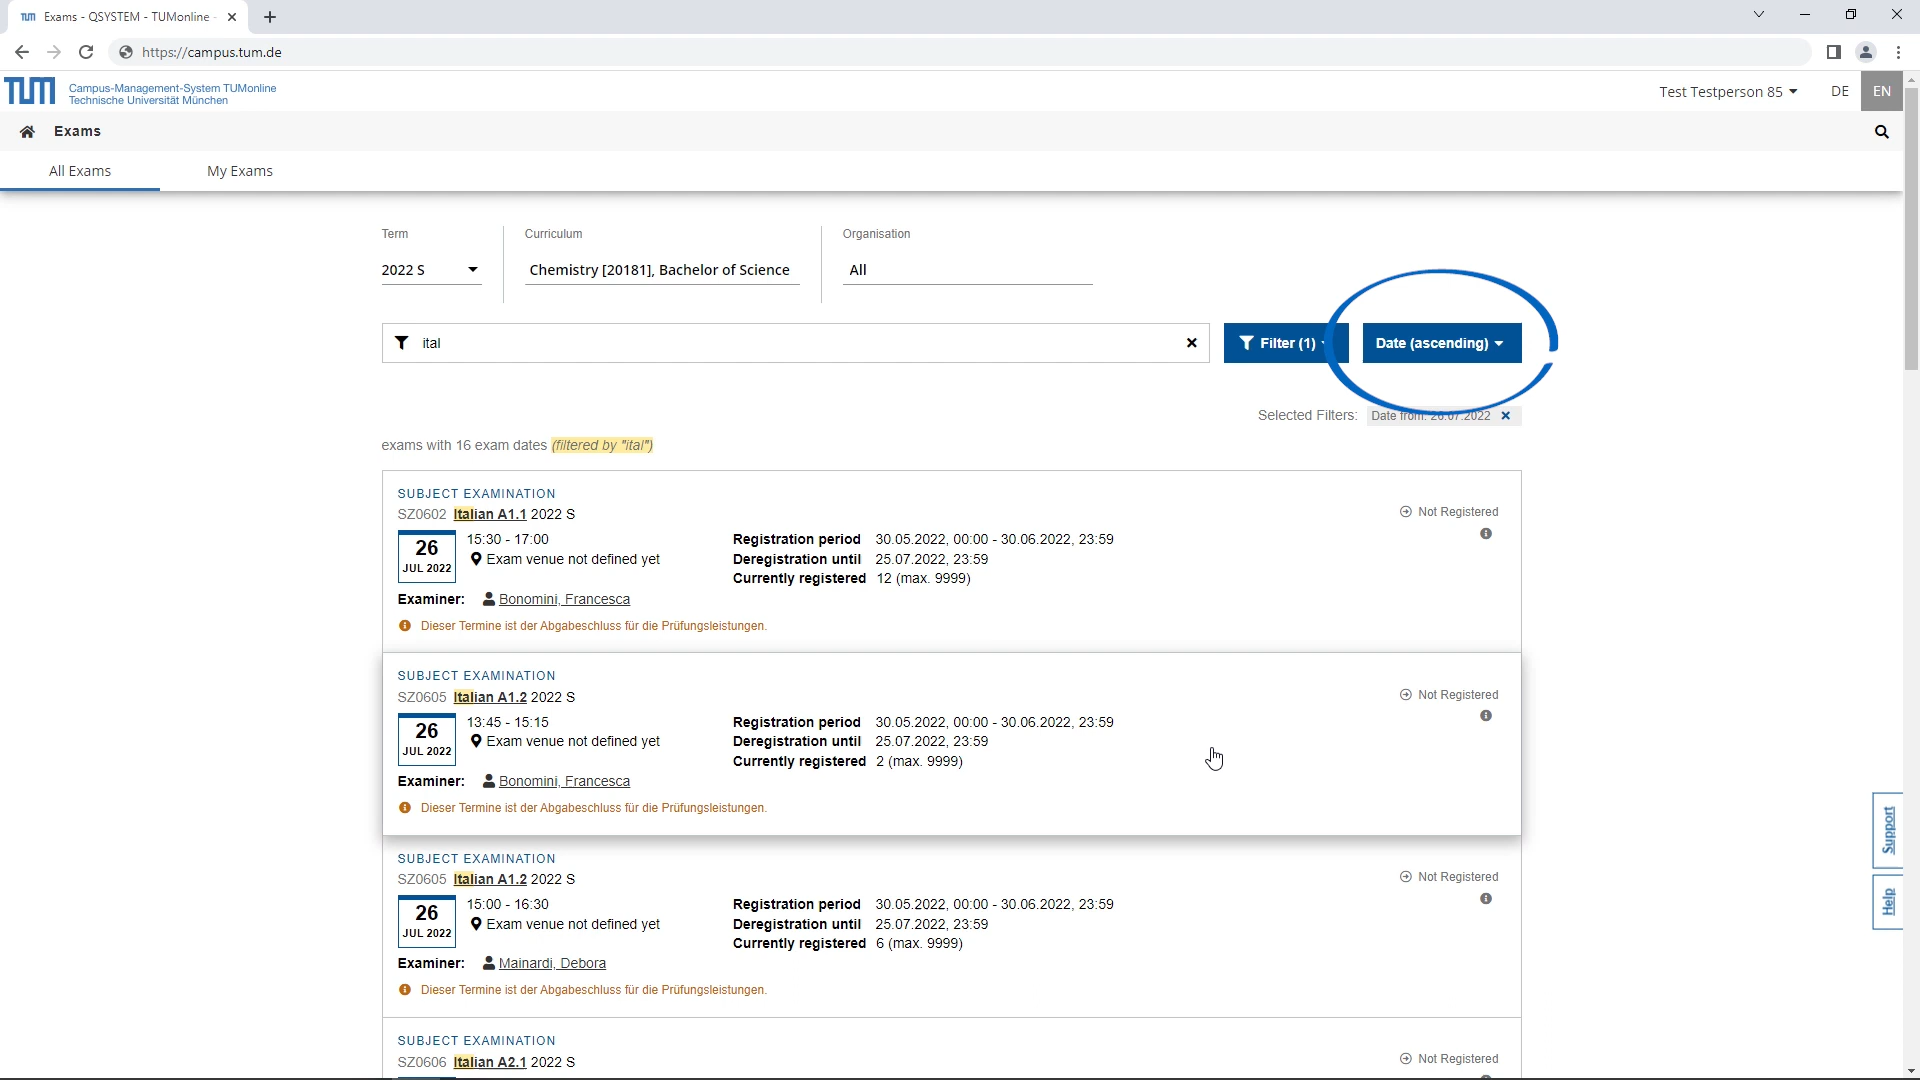 Exams - QSYSTEM - TUMonline
https://campus.tum.de
TUM
Campus-Management-System TUMonline
Technische Universität München
Test Testperson 85
DE
EN
Exams
All Exams
My Exams
Term
Curriculum
Organisation
2022 S
Chemistry [20181], Bachelor of Science
All
ital
Filter (1)
Date (ascending)
Selected Filters:
Date from: 26.07.2022
exams with 16 exam dates (filtered by "ital")
SUBJECT EXAMINATION
SZ0602 Italian A1.1 2022 S
Not Registered
26
JUL 2022
15:30 - 17:00
Exam venue not defined yet
Registration period 30.05.2022, 00:00 - 30.06.2022, 23:59
Deregistration until 25.07.2022, 23:59
Currently registered 12 (max. 9999)
Examiner: Bonomini, Francesca
Dieser Termine ist der Abgabeschluss für die Prüfungsleistungen.
SUBJECT EXAMINATION
SZ0605 Italian A1.2 2022 S
Not Registered
26
JUL 2022
13:45 - 15:15
Exam venue not defined yet
Registration period 30.05.2022, 00:00 - 30.06.2022, 23:59
Deregistration until 25.07.2022, 23:59
Currently registered 2 (max. 9999)
Examiner: Bonomini, Francesca
Dieser Termine ist der Abgabeschluss für die Prüfungsleistungen.
SUBJECT EXAMINATION
SZ0605 Italian A1.2 2022 S
Not Registered
26
JUL 2022
15:00 - 16:30
Exam venue not defined yet
Registration period 30.05.2022, 00:00 - 30.06.2022, 23:59
Deregistration until 25.07.2022, 23:59
Currently registered 6 (max. 9999)
Examiner: Mainardi, Debora
Dieser Termine ist der Abgabeschluss für die Prüfungsleistungen.
SUBJECT EXAMINATION
SZ0606 Italian A2.1 2022 S
Not Registered
Support
Help